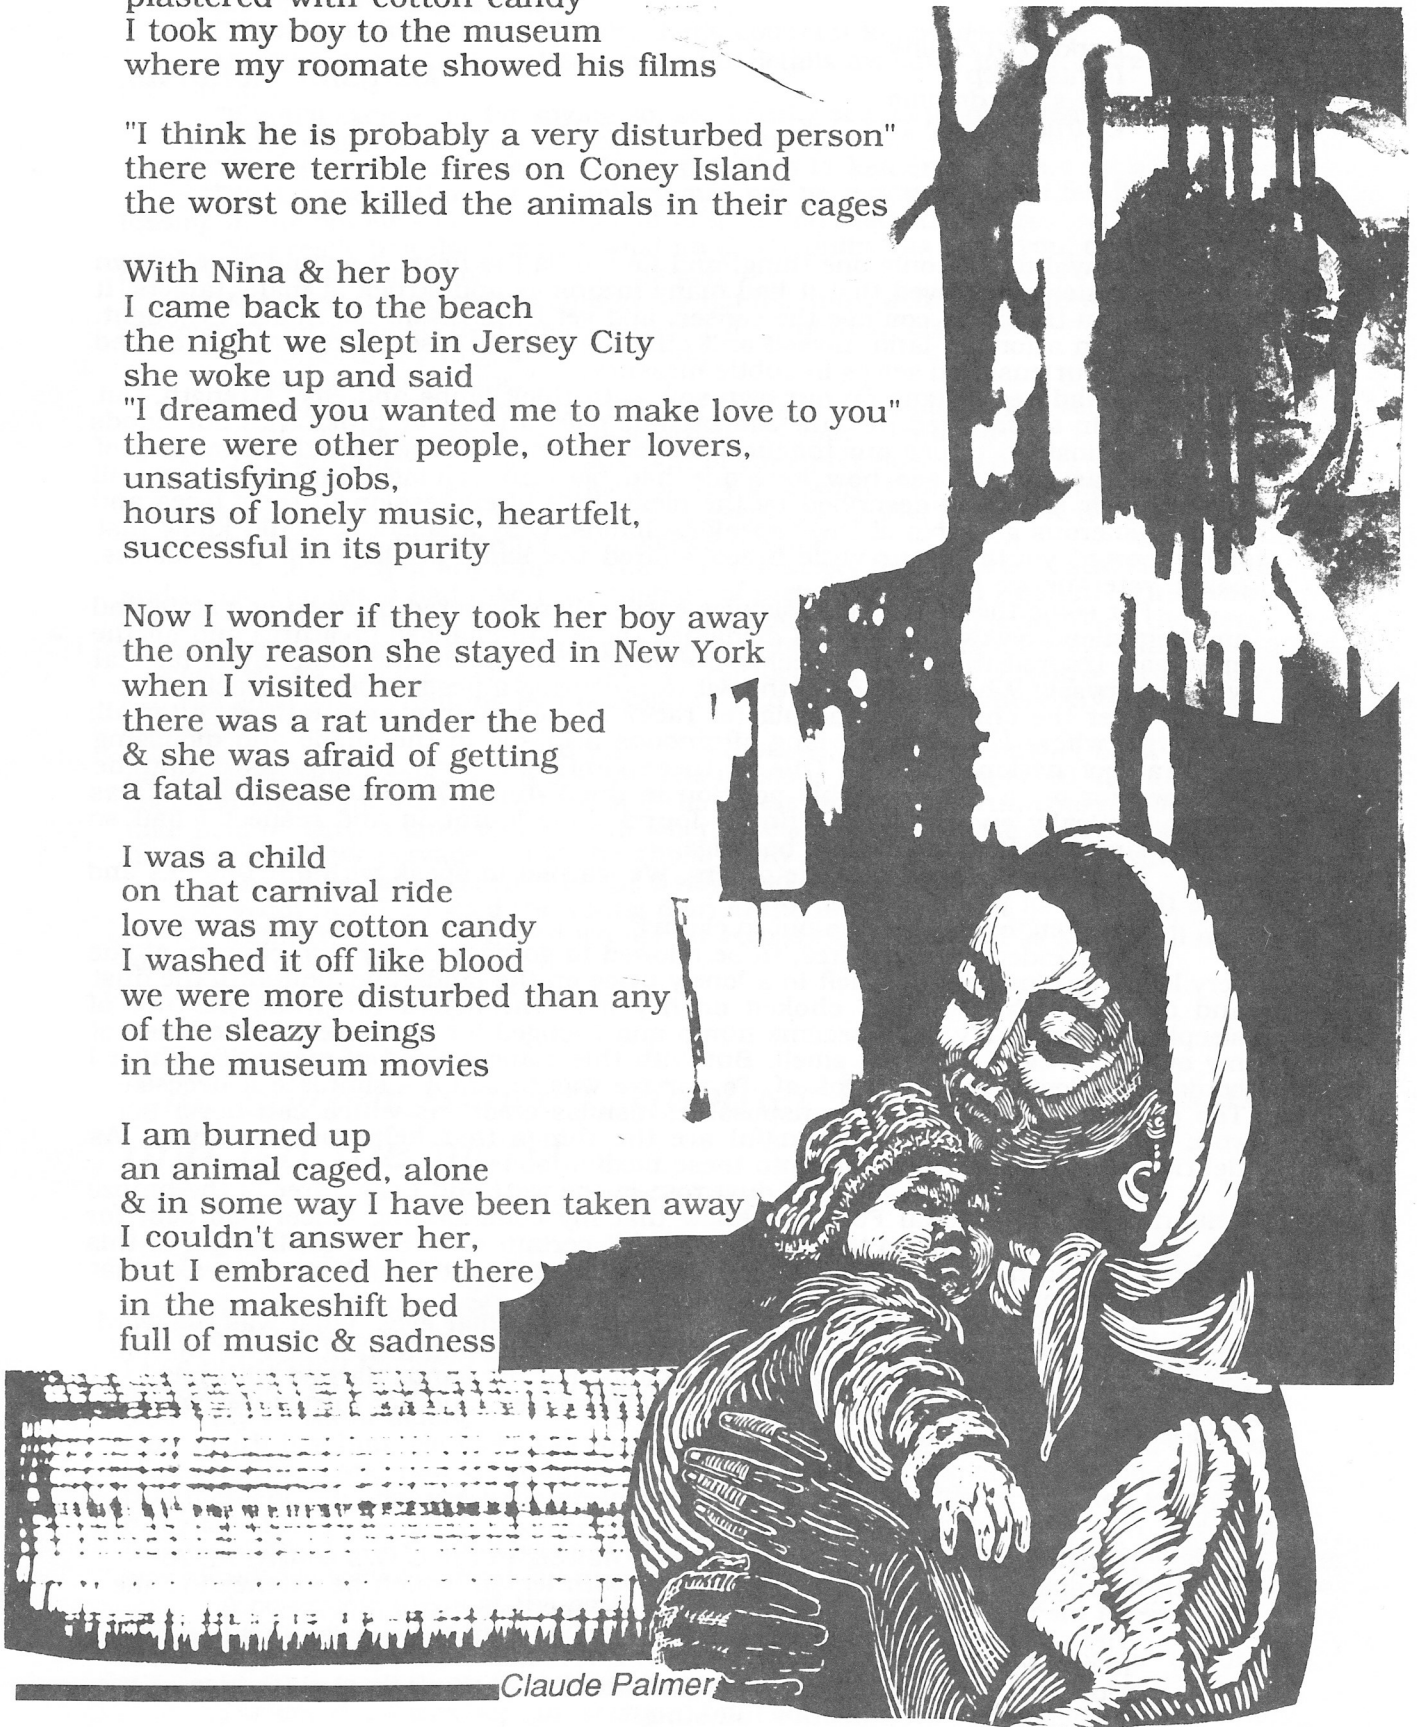 plastered with cotton candy
I took my boy to the museum
where my roomate showed his films

"I think he is probably a very disturbed person"
there were terrible fires on Coney Island
the worst one killed the animals in their cages

With Nina & her boy
I came back to the beach
the night we slept in Jersey City
she woke up and said
"I dreamed you wanted me to make love to you"
there were other people, other lovers,
unsatisfying jobs,
hours of lonely music, heartfelt,
successful in its purity

Now I wonder if they took her boy away
the only reason she stayed in New York
when I visited her
there was a rat under the bed
& she was afraid of getting
a fatal disease from me

I was a child
on that carnival ride
love was my cotton candy
I washed it off like blood
we were more disturbed than any
of the sleazy beings
in the museum movies

I am burned up
an animal caged, alone
& in some way I have been taken away
I couldn't answer her,
but I embraced her there
in the makeshift bed
full of music & sadness

Claude Palmer